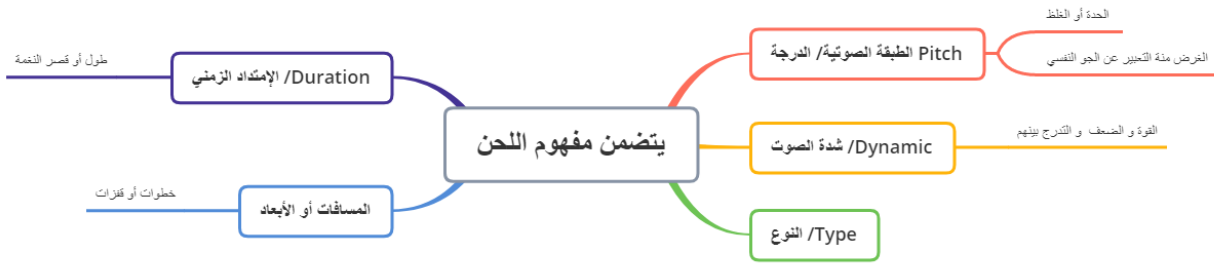 يتضمن مفهوم اللحن
Pitch الطبقة الصوتية/ الدرجة
الحدة أو الغلظ
الغرض منة التعبير عن الجو النفسي
Dynamic/ شدة الصوت
القوة و الضعف و التدرج بينهم
Type/ النوع
Duration/ الإمتداد الزمني
طول أو قصر النغمة
المسافات أو الأبعاد
خطوات أو قفزات